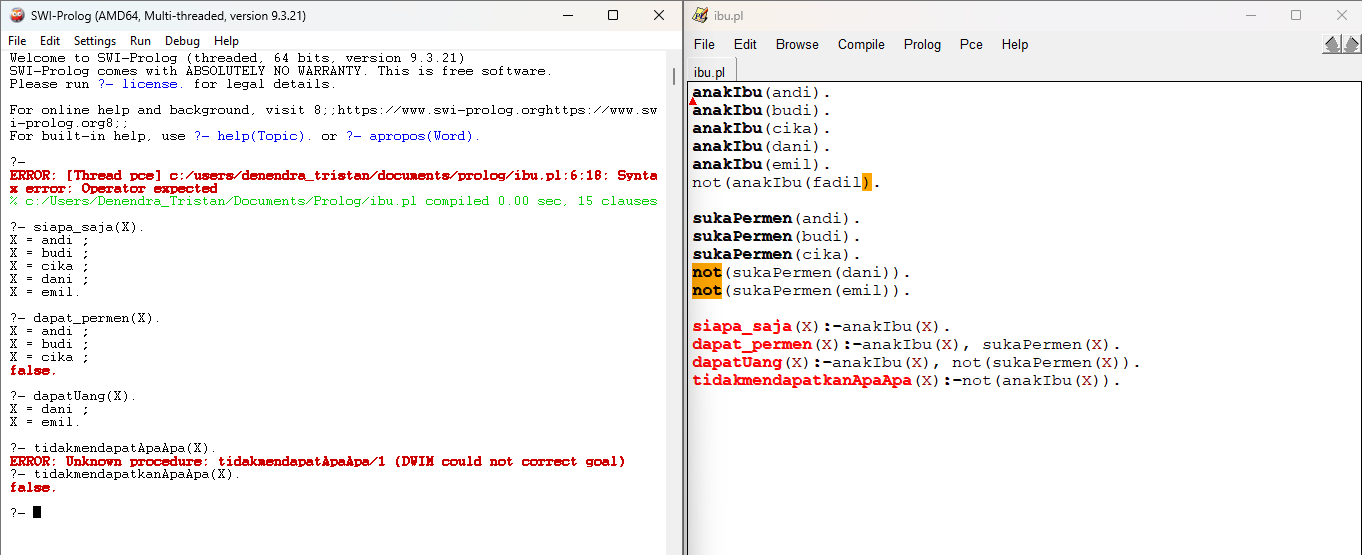 SWI-Prolog (AMD64, Multi-threaded, version 9.3.21)
File Edit Settings Run Debug Help
Welcome to SWI-Prolog (threaded, 64 bits, version 9.3.21)
SWI-Prolog comes with ABSOLUTELY NO WARRANTY. This is free software.
Please run ?- license. for legal details.
For online help and background, visit 8;;https://www.swi-prolog.orghttps://www.sw
i-prolog.org8;;
For built-in help, use ?- help(Topic). or ?- apropos(Word).
?-
ERROR: [Thread pce] c:/users/denendra_tristan/documents/prolog/ibu.pl:6:18: Synta
x error: Operator expected
% c:/Users/Denendra_Tristan/Documents/Prolog/ibu.pl compiled 0.00 sec, 15 clauses
?- siapa_saja(X).
X = andi ;
X = budi ;
X = cika ;
X = dani ;
X = emil.
?- dapat_permen(X).
X = andi ;
X = budi ;
X = cika ;
false.
?- dapatUang(X).
X = dani ;
X = emil.
?- tidakmendapatApaApa(X).
ERROR: Unknown procedure: tidakmendapatApaApa/1 (DWIM could not correct goal)
?- tidakmendapatkanApaApa(X).
false.
?-
ibu.pl
File Edit Browse Compile Prolog Pce Help
ibu.pl
anakIbu(andi).
anakIbu(budi).
anakIbu(cika).
anakIbu(dani).
anakIbu(emil).
not(anakIbu(fadil).
sukaPermen(andi).
sukaPermen(budi).
sukaPermen(cika).
not(sukaPermen(dani)).
not(sukaPermen(emil)).
siapa_saja(X):-anakIbu(X).
dapat_permen(X):-anakIbu(X), sukaPermen(X).
dapatUang(X):-anakIbu(X), not(sukaPermen(X)).
tidakmendapatkanApaApa(X):-not(anakIbu(X)).